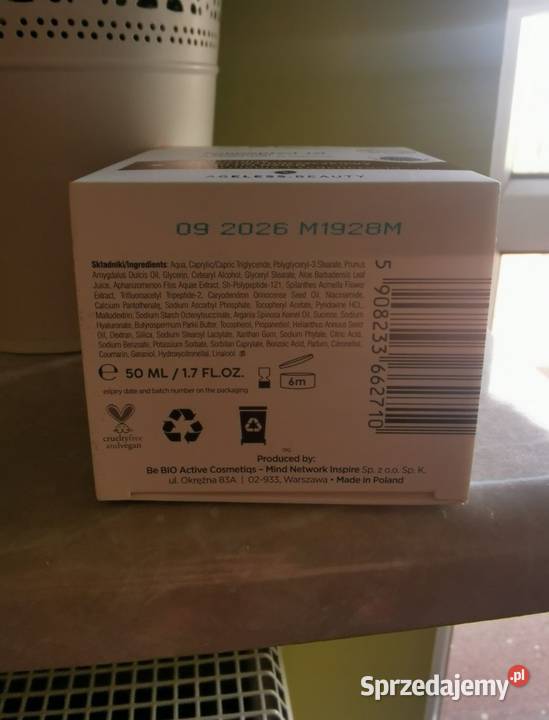 AGELESS BEAUTY
09 2026 M1928M
Składniki/Ingredients: Aqua, Caprylic/Capric Triglyceride, Polyglyceryl-3 Stearate, Prunus
Amygdalus Dulcis Oil, Glycerin, Cetearyl Alcohol, Glyceryl Stearate, Aloe Barbadensis Leaf
Juice, Aphanizomenon Flos Aquae Extract, Sh-Polypeptide-121, Spilanthes Acmella Flower
Extract, Trifluoroacetyl Tripeptide-2, Caryodendron Orinocense Seed Oil, Niacinamide,
Calcium Pantothenate, Sodium Ascorbyl Phosphate, Tocopheryl Acetate, Pyridoxine HCL,
Maltodextrin, Sodium Starch Octenylsuccinate, Argania Spinosa Kernel Oil, Sucrose, Sodium
Hyaluronate, Butyrospermum Parkii Butter, Tocopherol, Propanediol, Helianthus Annuus Seed
Oil, Dextran, Silica, Sodium Stearoyl Lactylate, Xanthan Gum, Sodium Phytate, Citric Acid,
Sodium Benzoate, Potassium Sorbate, Sorbitan Caprylate, Benzoic Acid, Parfum, Citronellol,
Coumarin, Geraniol, Hydroxycitronellal, Linalool
5 908233 662710
e 50 ML / 1.7 FL.OZ.
6m
expiry date and batch number on the packaging
crueltyfree
andvegan
Produced by:
Be BIO Active Cosmetiqs – Mind Network Inspire Sp. z o.o. Sp. K.
ul. Okrężna 83A | 02-933, Warszawa • Made in Poland
Sprzedajemy.pl